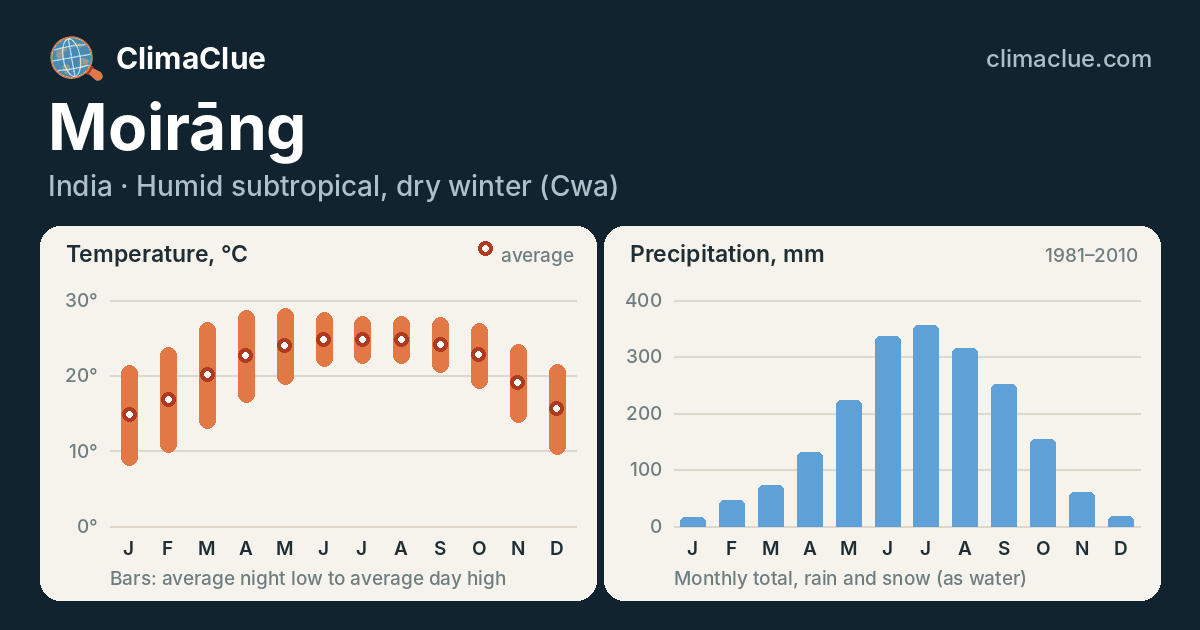 ClimaClue
climaclue.com
Moirāng
India · Humid subtropical, dry winter (Cwa)
Temperature, °C
average
30°
20°
10°
0°
J F M A M J J A S O N D
Bars: average night low to average day high
Precipitation, mm
1981–2010
400
300
200
100
0
J F M A M J J A S O N D
Monthly total, rain and snow (as water)